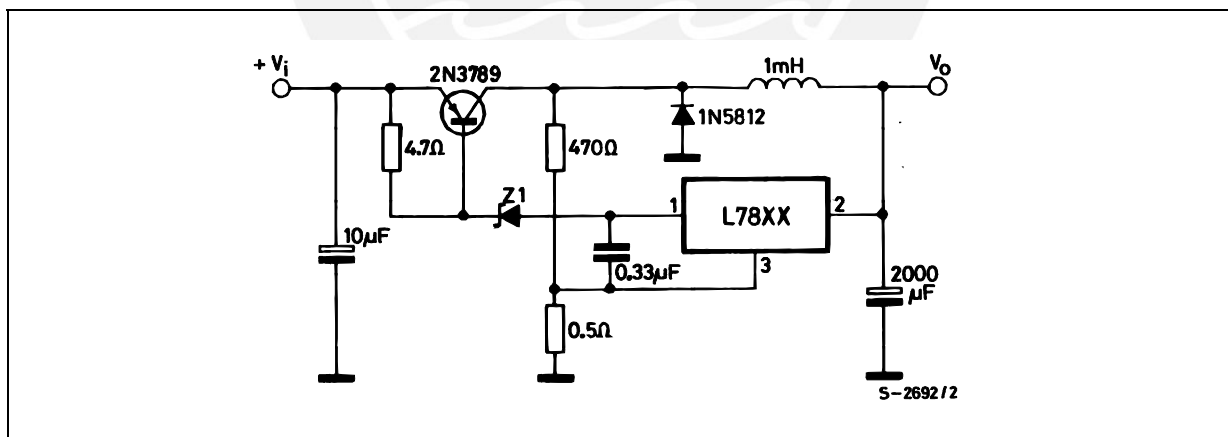 + Vi
2N3789
1mH
Vo
1N5812
4.7Ω
470Ω
Z1
1
L78XX
2
10µF
0.33µF
3
2000
µF
0.5Ω
S-2692/2